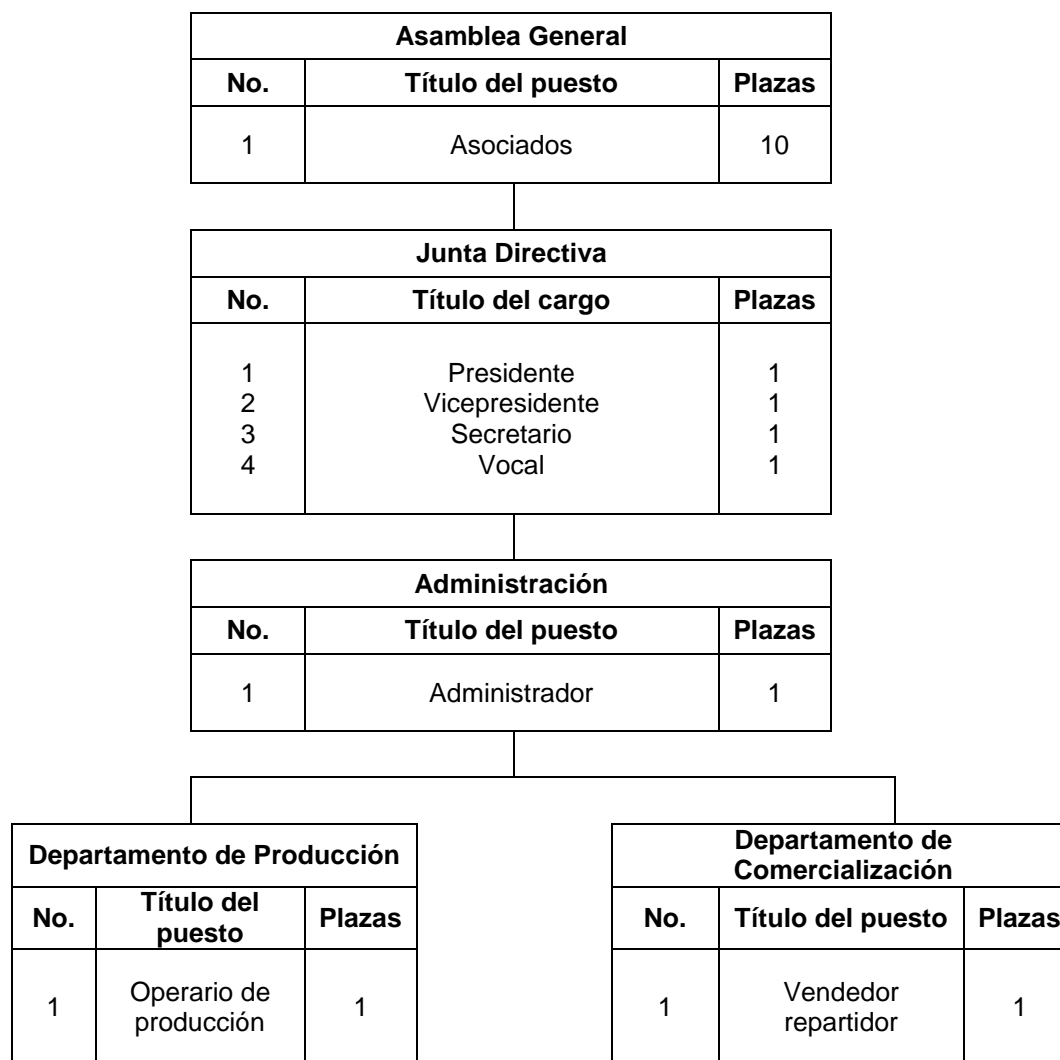 Asamblea General
No. Título del puesto Plazas
1 Asociados 10
Junta Directiva
No. Título del cargo Plazas
1 Presidente 1
2 Vicepresidente 1
3 Secretario 1
4 Vocal 1
Administración
No. Título del puesto Plazas
1 Administrador 1
Departamento de Producción
No. Título del
puesto Plazas
1 Operario de
producción 1
Departamento de
Comercialización
No. Título del puesto Plazas
1 Vendedor
repartidor 1